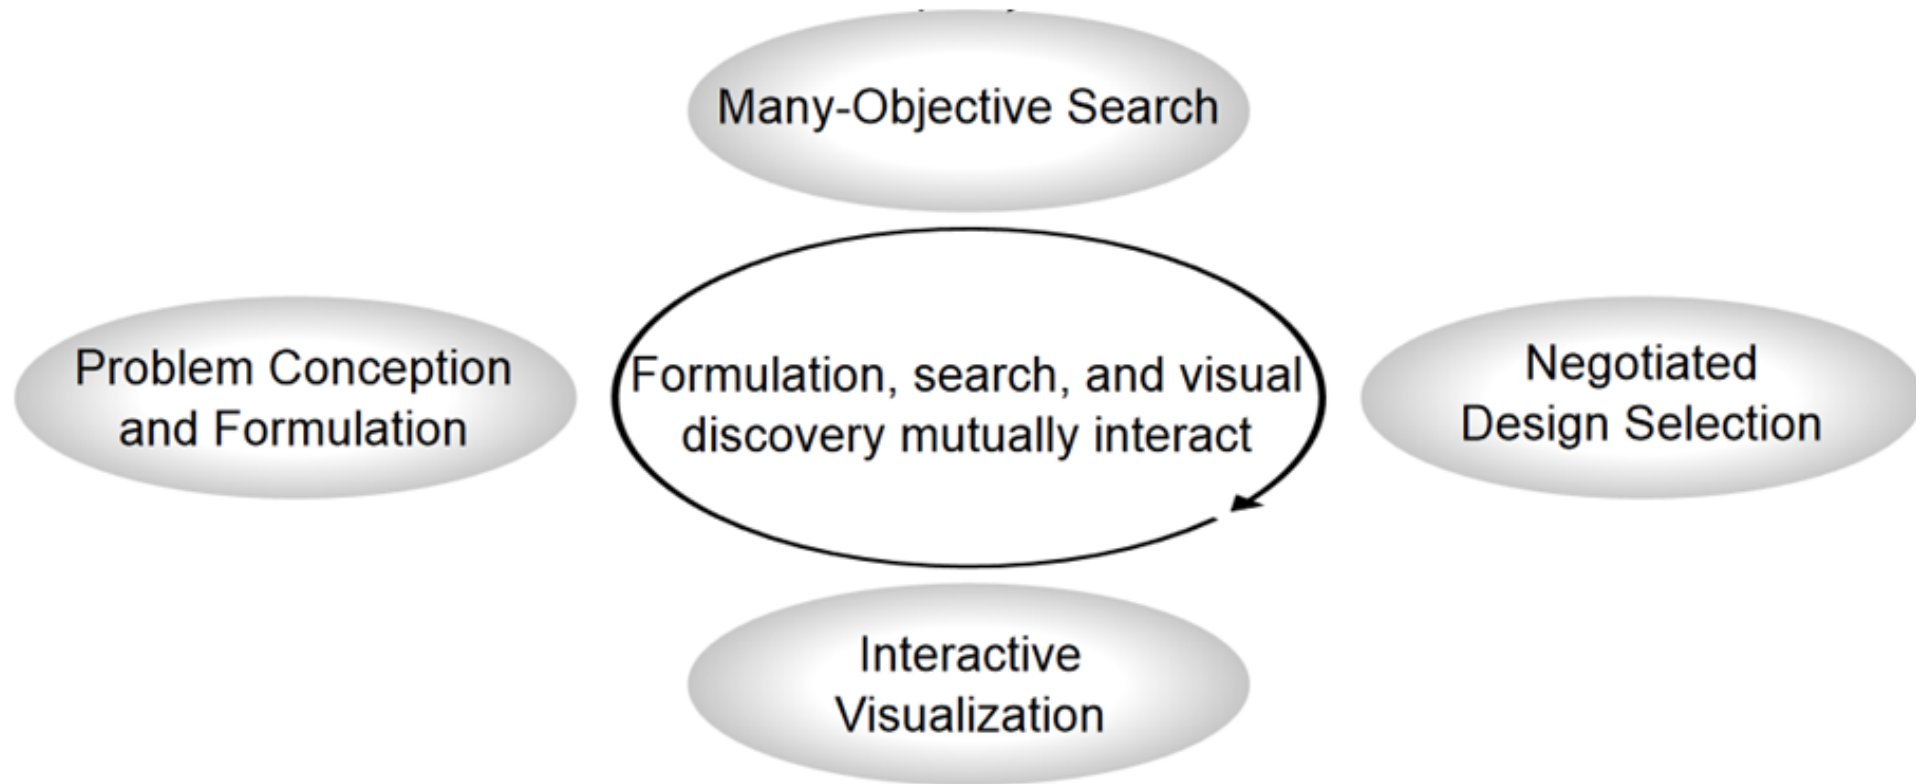 Many-Objective Search
Problem Conception
and Formulation
Formulation, search, and visual
discovery mutually interact
Negotiated
Design Selection
Interactive
Visualization